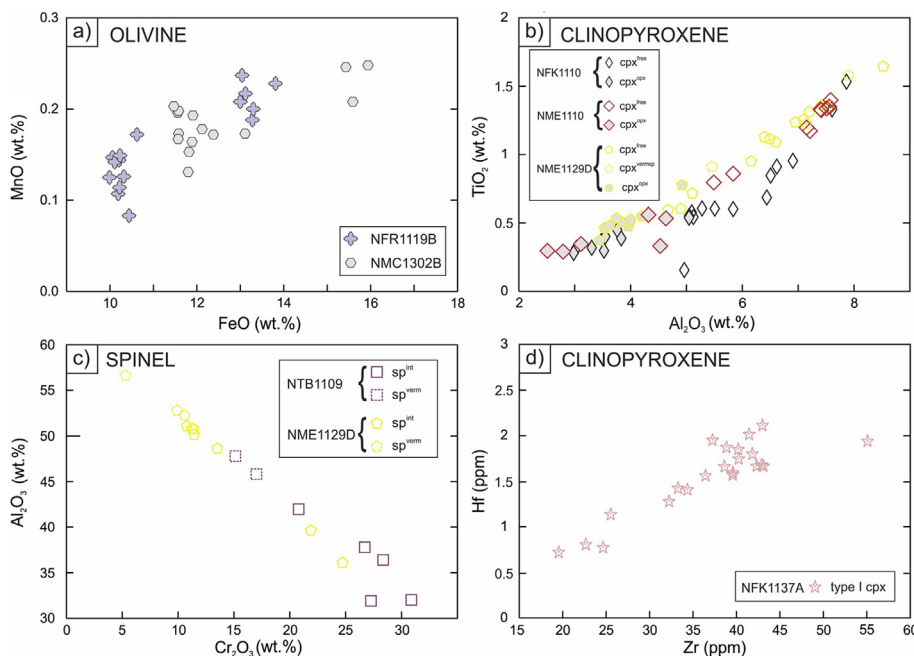 a) OLIVINE
0.3
0.2
0.1
0.0
MnO (wt.%)
8 10 12 14 16 18
FeO (wt.%)
NFR1119B
NMC1302B
b) CLINOPYROXENE
2
1.5
1
0.5
0
TiO₂ (wt.%)
2 4 6 8 10
Al₂O₃ (wt.%)
NFK1110 { cpxᶠʳᵉᵉ
cpxᵒᵖˣ
NME1110 { cpxᶠʳᵉᵉ
cpxᵒᵖˣ
NME1129D { cpxᶠʳᵉᵉ
cpxᵛᵉʳᵐˢᵖ
cpxᵒᵖˣ
c) SPINEL
60
55
50
45
40
35
30
Al₂O₃ (wt.%)
0 5 10 15 20 25 30 35
Cr₂O₃ (wt.%)
NTB1109 { spⁱⁿᵗ
spᵛᵉʳᵐ
NME1129D { spⁱⁿᵗ
spᵛᵉʳᵐ
d) CLINOPYROXENE
3
2.5
2
1.5
1
0.5
0
Hf (ppm)
15 20 25 30 35 40 45 50 55 60
Zr (ppm)
NFK1137A type I cpx